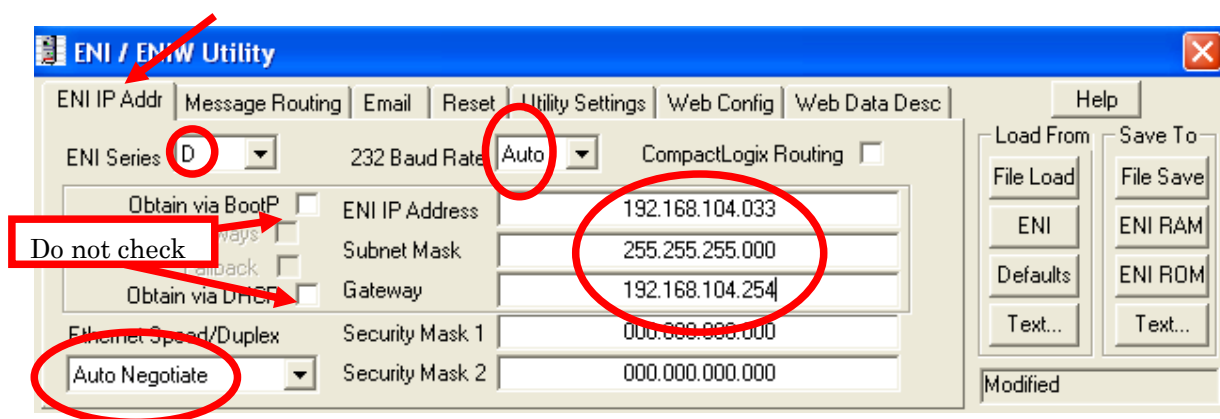 ENI / ENIW Utility
ENI IP Addr Message Routing Email Reset Utility Settings Web Config Web Data Desc Help
ENI Series D 232 Baud Rate Auto CompactLogix Routing
Obtain via BootP
Do not check
Obtain via DHCP
ENI IP Address 192.168.104.033
Subnet Mask 255.255.255.000
Gateway 192.168.104.254
Ethernet Speed/Duplex
Auto Negotiate
Security Mask 1 000.000.000.000
Security Mask 2 000.000.000.000
Load From
File Load
ENI
Defaults
Text...
Save To
File Save
ENI RAM
ENI ROM
Text...
Modified